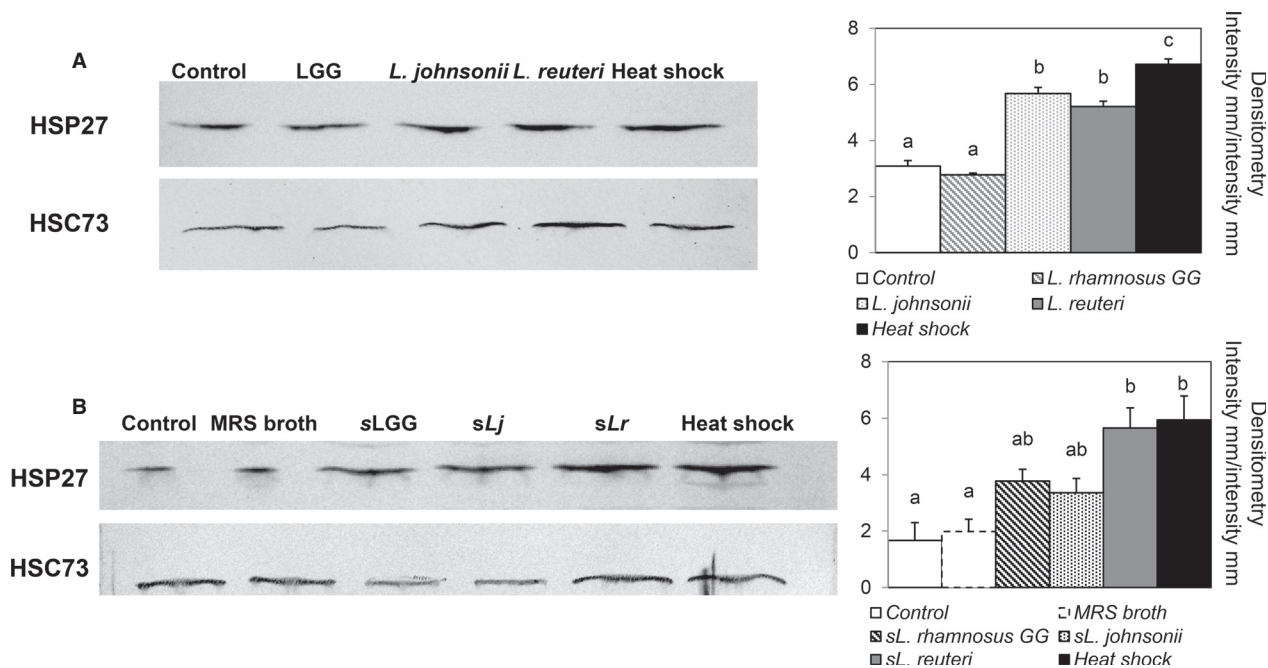 A
Control LGG L. johnsonii L. reuteri Heat shock
HSP27
HSC73
8
6
4
2
0
a
a
b
b
c
Densitometry
Intensity mm/intensity mm
Control
L. rhamnosus GG
L. johnsonii
L. reuteri
Heat shock
B
Control MRS broth sLGG sLj sLr Heat shock
HSP27
HSC73
8
6
4
2
0
a
a
ab
ab
b
b
Densitometry
Intensity mm/intensity mm
Control
MRS broth
sL. rhamnosus GG
sL. johnsonii
sL. reuteri
Heat shock